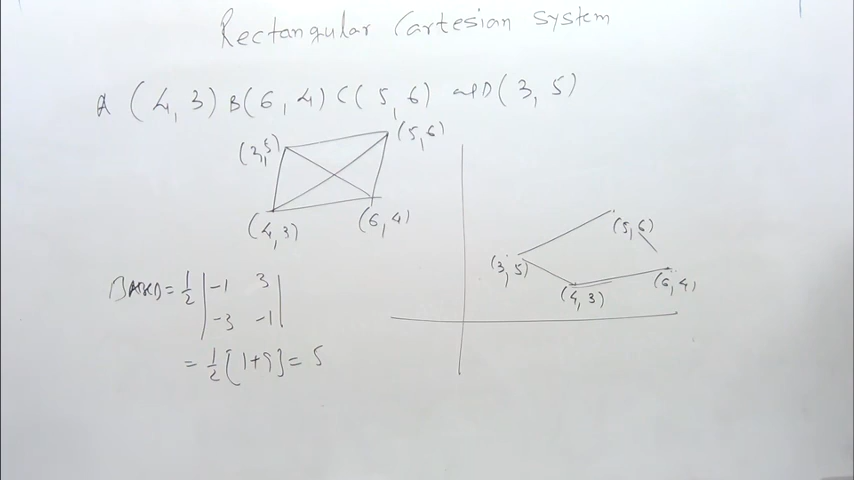 Rectangular Cartesian system
A (4, 3) B(6, 4) C(5, 6) and D(3, 5)
(3,5) (5,6)
(4,3) (6,4)
(5,6)
(3,5) (4,3) (6,4)
= 1/2 | -1 3 |
| -3 -1 |
= 1/2 [1+9] = 5